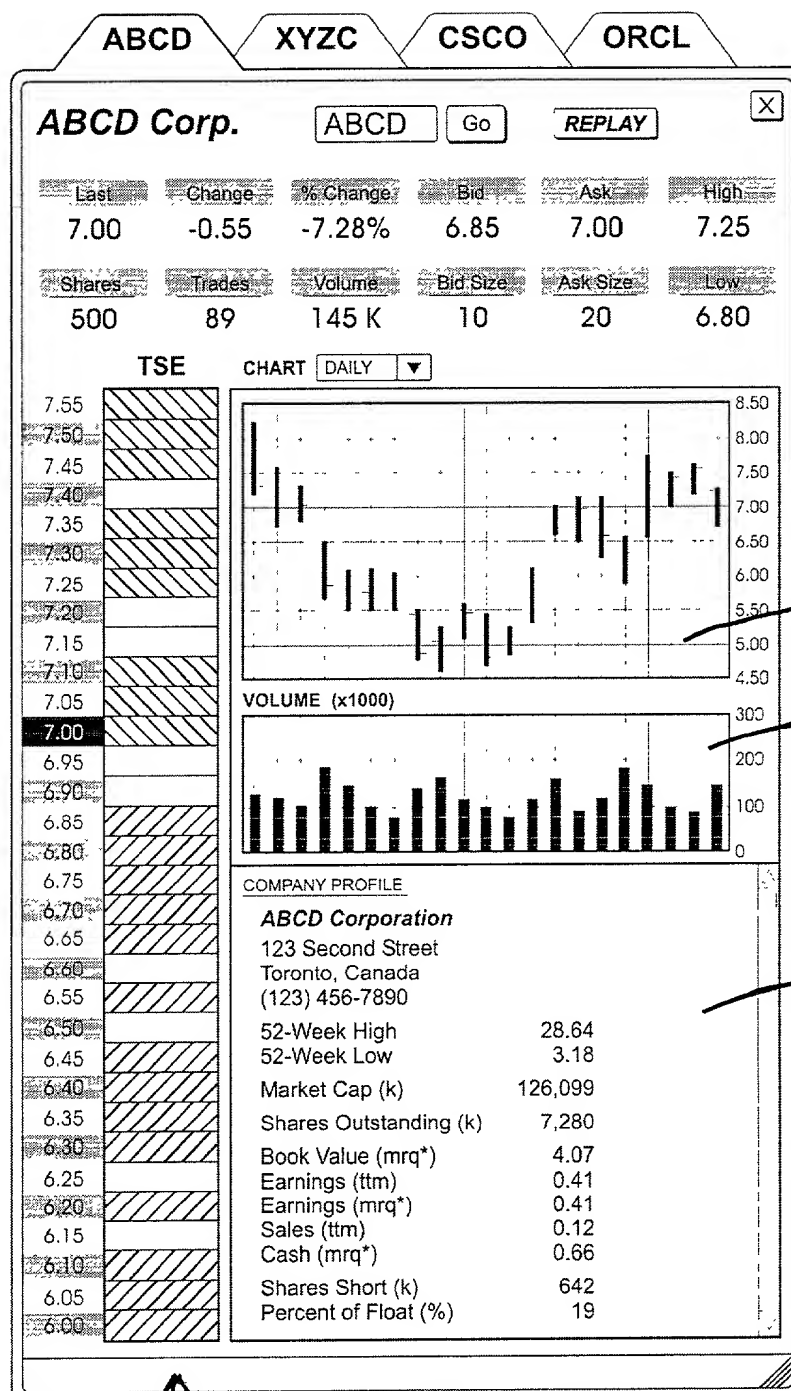 ABCD XYZC CSCO ORCL
ABCD Corp. ABCD Go REPLAY X
Last Change % Change Bid Ask High
7.00 -0.55 -7.28% 6.85 7.00 7.25
Shares Trades Volume Bid Size Ask Size Low
500 89 145 K 10 20 6.80
TSE
7.55
7.50
7.45
7.40
7.35
7.30
7.25
7.20
7.15
7.10
7.05
7.00
6.95
6.90
6.85
6.80
6.75
6.70
6.65
6.60
6.55
6.50
6.45
6.40
6.35
6.30
6.25
6.20
6.15
6.10
6.05
6.00
CHART DAILY
8.50
8.00
7.50
7.00
6.50
6.00
5.50
5.00
4.50
VOLUME (x1000)
300
200
100
0
COMPANY PROFILE
ABCD Corporation
123 Second Street
Toronto, Canada
(123) 456-7890
52-Week High 28.64
52-Week Low 3.18
Market Cap (k) 126,099
Shares Outstanding (k) 7,280
Book Value (mrq*) 4.07
Earnings (ttm) 0.41
Earnings (mrq*) 0.41
Sales (ttm) 0.12
Cash (mrq*) 0.66
Shares Short (k) 642
Percent of Float (%) 19